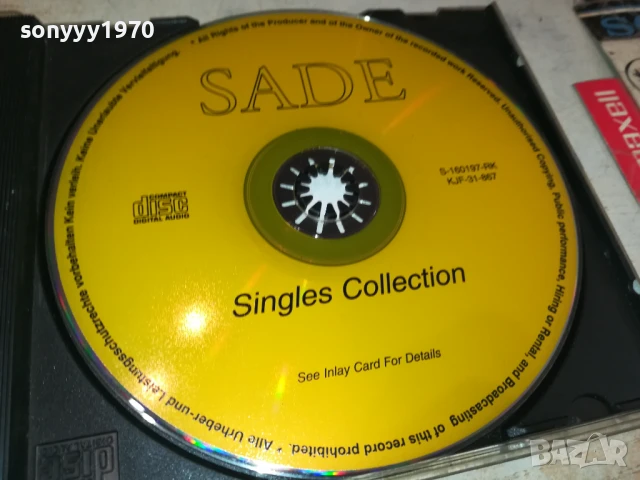 sonyyy1970
SADE
* All Rights of the Producer and of the Owner of the recorded work Reserved. Unauthorised Copying, Public performance, Hiring or Rental, and Broadcasting of this record prohibited. * Alle Urheber-und Leistungsschutzrechte vorbehalten Kein verleih. Keine Unerlaubte Vervielfältigung.
S-160197-RK
KJF-31-867
COMPACT
disc
DIGITAL AUDIO
Singles Collection
See Inlay Card For Details
maxell
BAZAR
bg